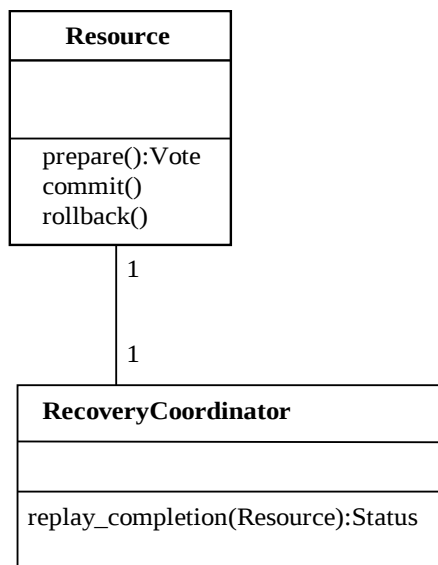 Resource
prepare():Vote
commit()
rollback()
1
1
RecoveryCoordinator
replay_completion(Resource):Status